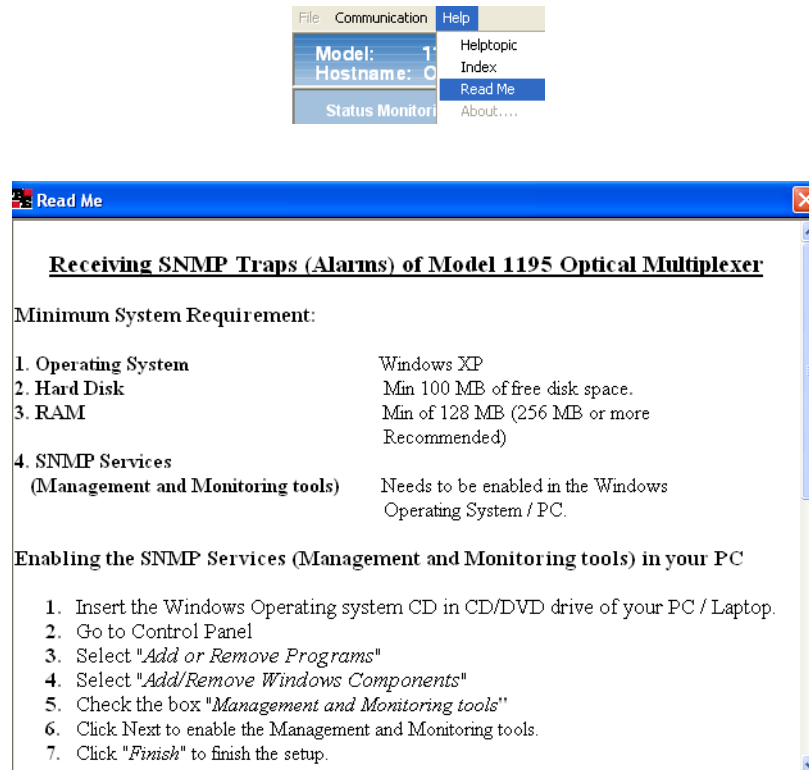 File Communication Help
Model: 1
Hostname: O
Status Monitori
Helptopic
Index
Read Me
About....
Read Me
Receiving SNMP Traps (Alarms) of Model 1195 Optical Multiplexer
Minimum System Requirement:
1. Operating System Windows XP
2. Hard Disk Min 100 MB of free disk space.
3. RAM Min of 128 MB (256 MB or more
Recommended)
4. SNMP Services
(Management and Monitoring tools) Needs to be enabled in the Windows
Operating System / PC.
Enabling the SNMP Services (Management and Monitoring tools) in your PC
1. Insert the Windows Operating system CD in CD/DVD drive of your PC / Laptop.
2. Go to Control Panel
3. Select "Add or Remove Programs"
4. Select "Add/Remove Windows Components"
5. Check the box "Management and Monitoring tools"
6. Click Next to enable the Management and Monitoring tools.
7. Click "Finish" to finish the setup.